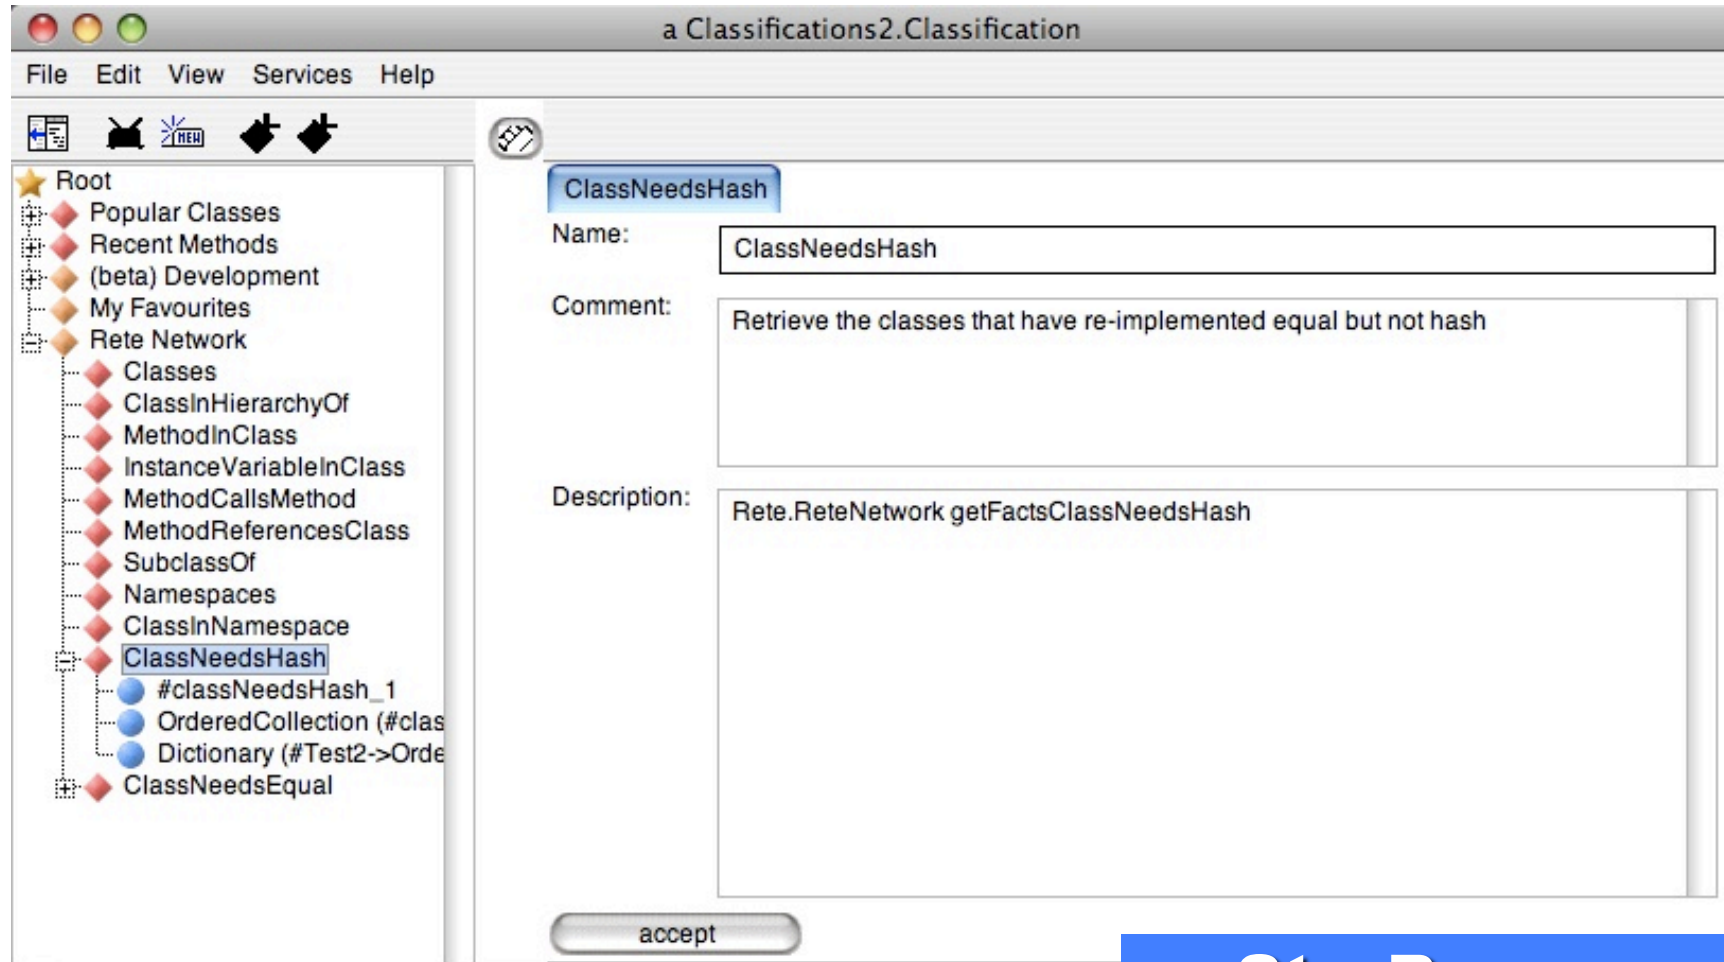 a Classifications2.Classification
File Edit View Services Help
NEW
Root
Popular Classes
Recent Methods
(beta) Development
My Favourites
Rete Network
Classes
ClassInHierarchyOf
MethodInClass
InstanceVariableInClass
MethodCallsMethod
MethodReferencesClass
SubclassOf
Namespaces
ClassInNamespace
ClassNeedsHash
#classNeedsHash_1
OrderedCollection (#clas
Dictionary (#Test2->Orde
ClassNeedsEqual
ClassNeedsHash
Name:
ClassNeedsHash
Comment:
Retrieve the classes that have re-implemented equal but not hash
Description:
Rete.ReteNetwork getFactsClassNeedsHash
accept